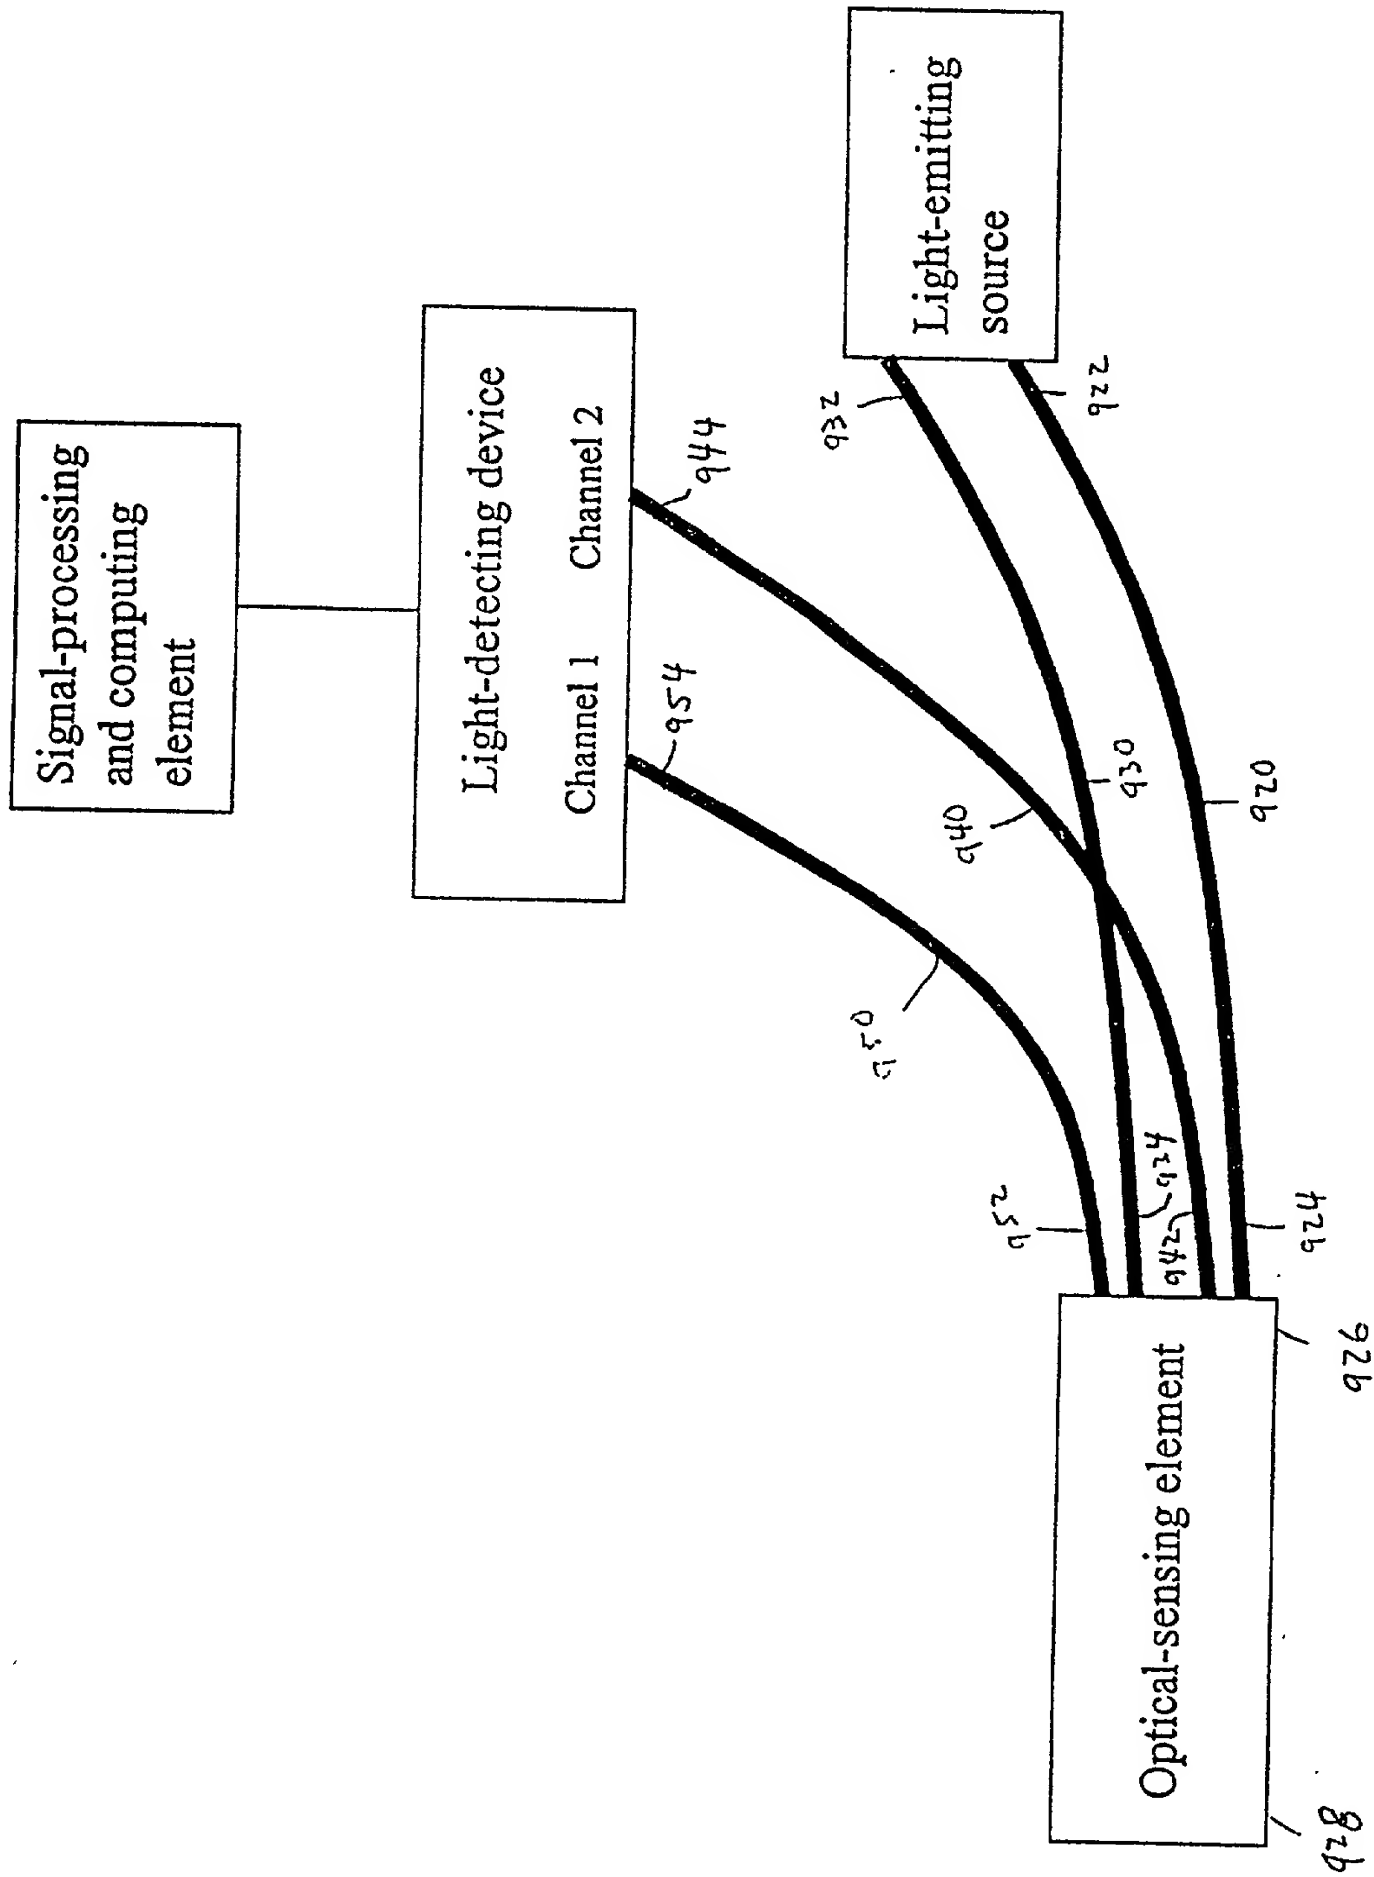 Signal-processing
and computing
element
Light-detecting device
Channel 1
Channel 2
Light-emitting
source
954
944
932
922
950
940
930
920
952
924
942
924
Optical-sensing element
928
926